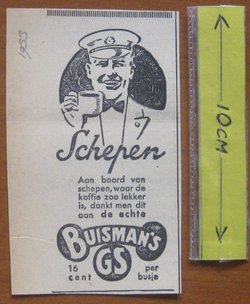 1933
Schepen
Aan boord van
schepen, waar de
koffie zoo lekker
is, dankt men dit
aan de echte
BUISMAN'S
GS
16 cent
per busje
10CM